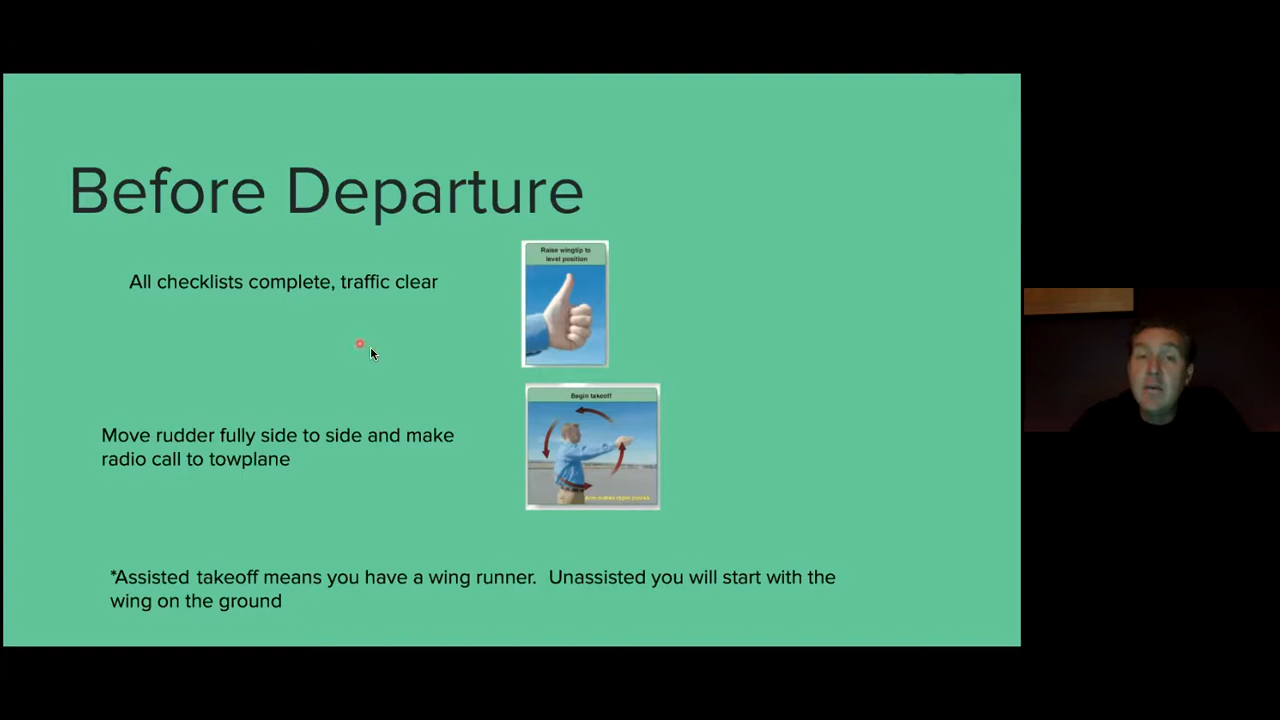 Before Departure
Raise wingtip to
level position
All checklists complete, traffic clear
Begin takeoff
Move rudder fully side to side and make
radio call to towplane
*Assisted takeoff means you have a wing runner. Unassisted you will start with the
wing on the ground